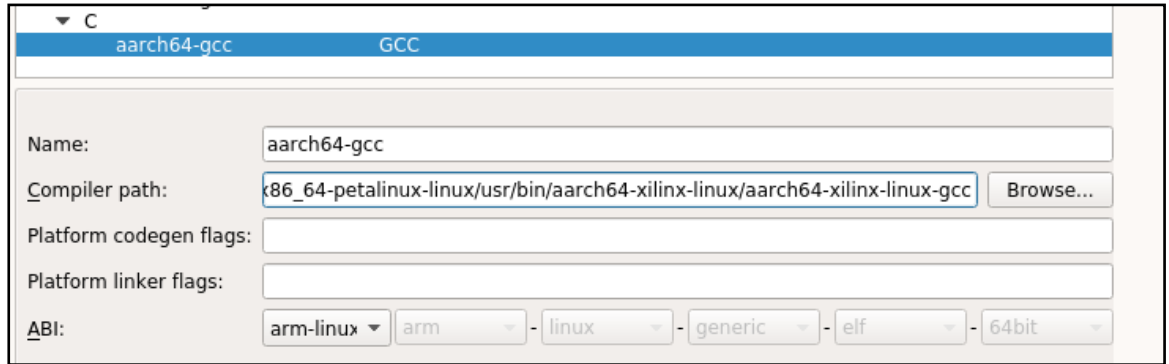 C
aarch64-gcc GCC
Name: aarch64-gcc
Compiler path: x86_64-petalinux-linux/usr/bin/aarch64-xilinx-linux/aarch64-xilinx-linux-gcc Browse...
Platform codegen flags:
Platform linker flags:
ABI: arm-linux arm - linux - generic - elf - 64bit